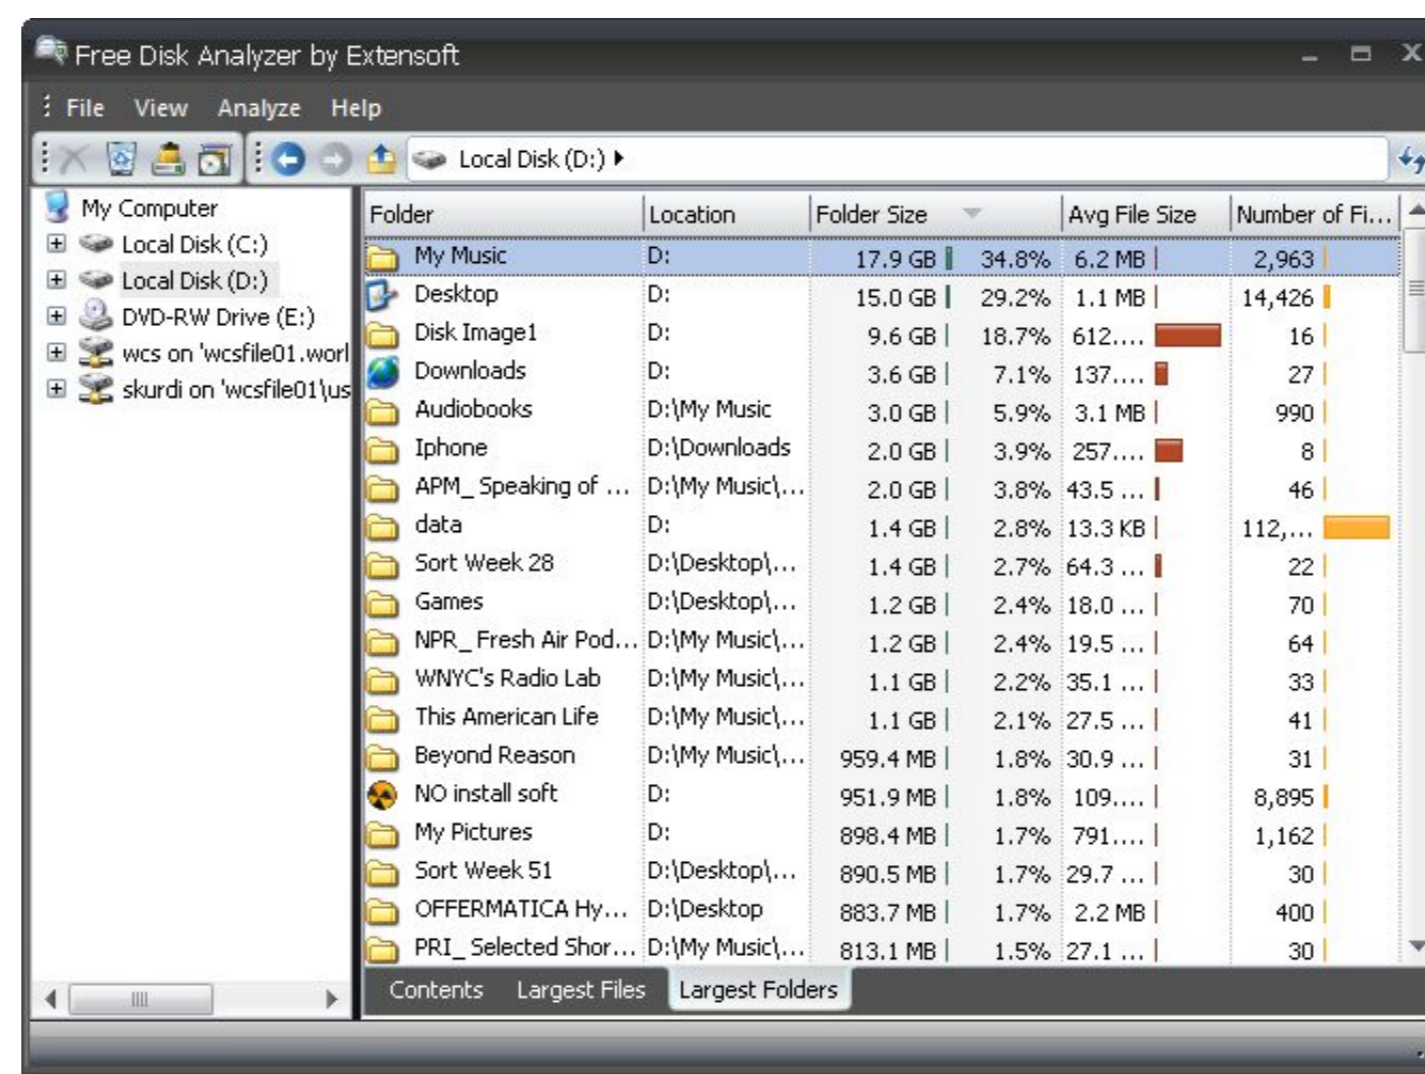 Free Disk Analyzer by Extensoft
File View Analyze Help
Local Disk (D:)
My Computer
Local Disk (C:)
Local Disk (D:)
DVD-RW Drive (E:)
wcs on 'wcsfile01.worl
skurdi on 'wcsfile01\us
Folder Location Folder Size Avg File Size Number of Fi...
My Music D: 17.9 GB 34.8% 6.2 MB 2,963
Desktop D: 15.0 GB 29.2% 1.1 MB 14,426
Disk Image1 D: 9.6 GB 18.7% 612.... 16
Downloads D: 3.6 GB 7.1% 137.... 27
Audiobooks D:\My Music 3.0 GB 5.9% 3.1 MB 990
Iphone D:\Downloads 2.0 GB 3.9% 257.... 8
APM_ Speaking of ... D:\My Music\... 2.0 GB 3.8% 43.5 ... 46
data D: 1.4 GB 2.8% 13.3 KB 112,...
Sort Week 28 D:\Desktop\... 1.4 GB 2.7% 64.3 ... 22
Games D:\Desktop\... 1.2 GB 2.4% 18.0 ... 70
NPR_ Fresh Air Pod... D:\My Music\... 1.2 GB 2.4% 19.5 ... 64
WNYC's Radio Lab D:\My Music\... 1.1 GB 2.2% 35.1 ... 33
This American Life D:\My Music\... 1.1 GB 2.1% 27.5 ... 41
Beyond Reason D:\My Music\... 959.4 MB 1.8% 30.9 ... 31
NO install soft D: 951.9 MB 1.8% 109.... 8,895
My Pictures D: 898.4 MB 1.7% 791.... 1,162
Sort Week 51 D:\Desktop\... 890.5 MB 1.7% 29.7 ... 30
OFFERMATICA Hy... D:\Desktop 883.7 MB 1.7% 2.2 MB 400
PRI_ Selected Shor... D:\My Music\... 813.1 MB 1.5% 27.1 ... 30
Contents Largest Files Largest Folders